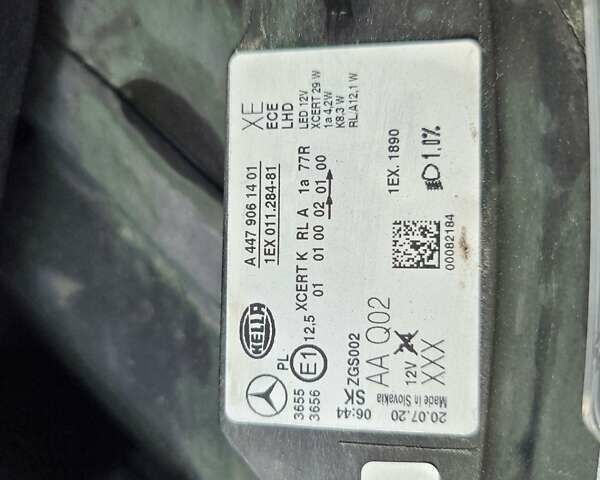 A 447 906 14 01
1EX 011.284-81
XE
ECE
LHD
LED 12V
XCERT 29 W
1a 4,2W
K8,3 W
RL,A12,1 W
HELLA
PL
E1
12,5
XCERT K RL A 1a 77R
01 01 00 02 01 00
3655
3656
1EX. 1890
1,0%
SK ZGS002
AA Q02
12V 24
XXX
00082184
06:44
20.07.20
Made in Slovakia